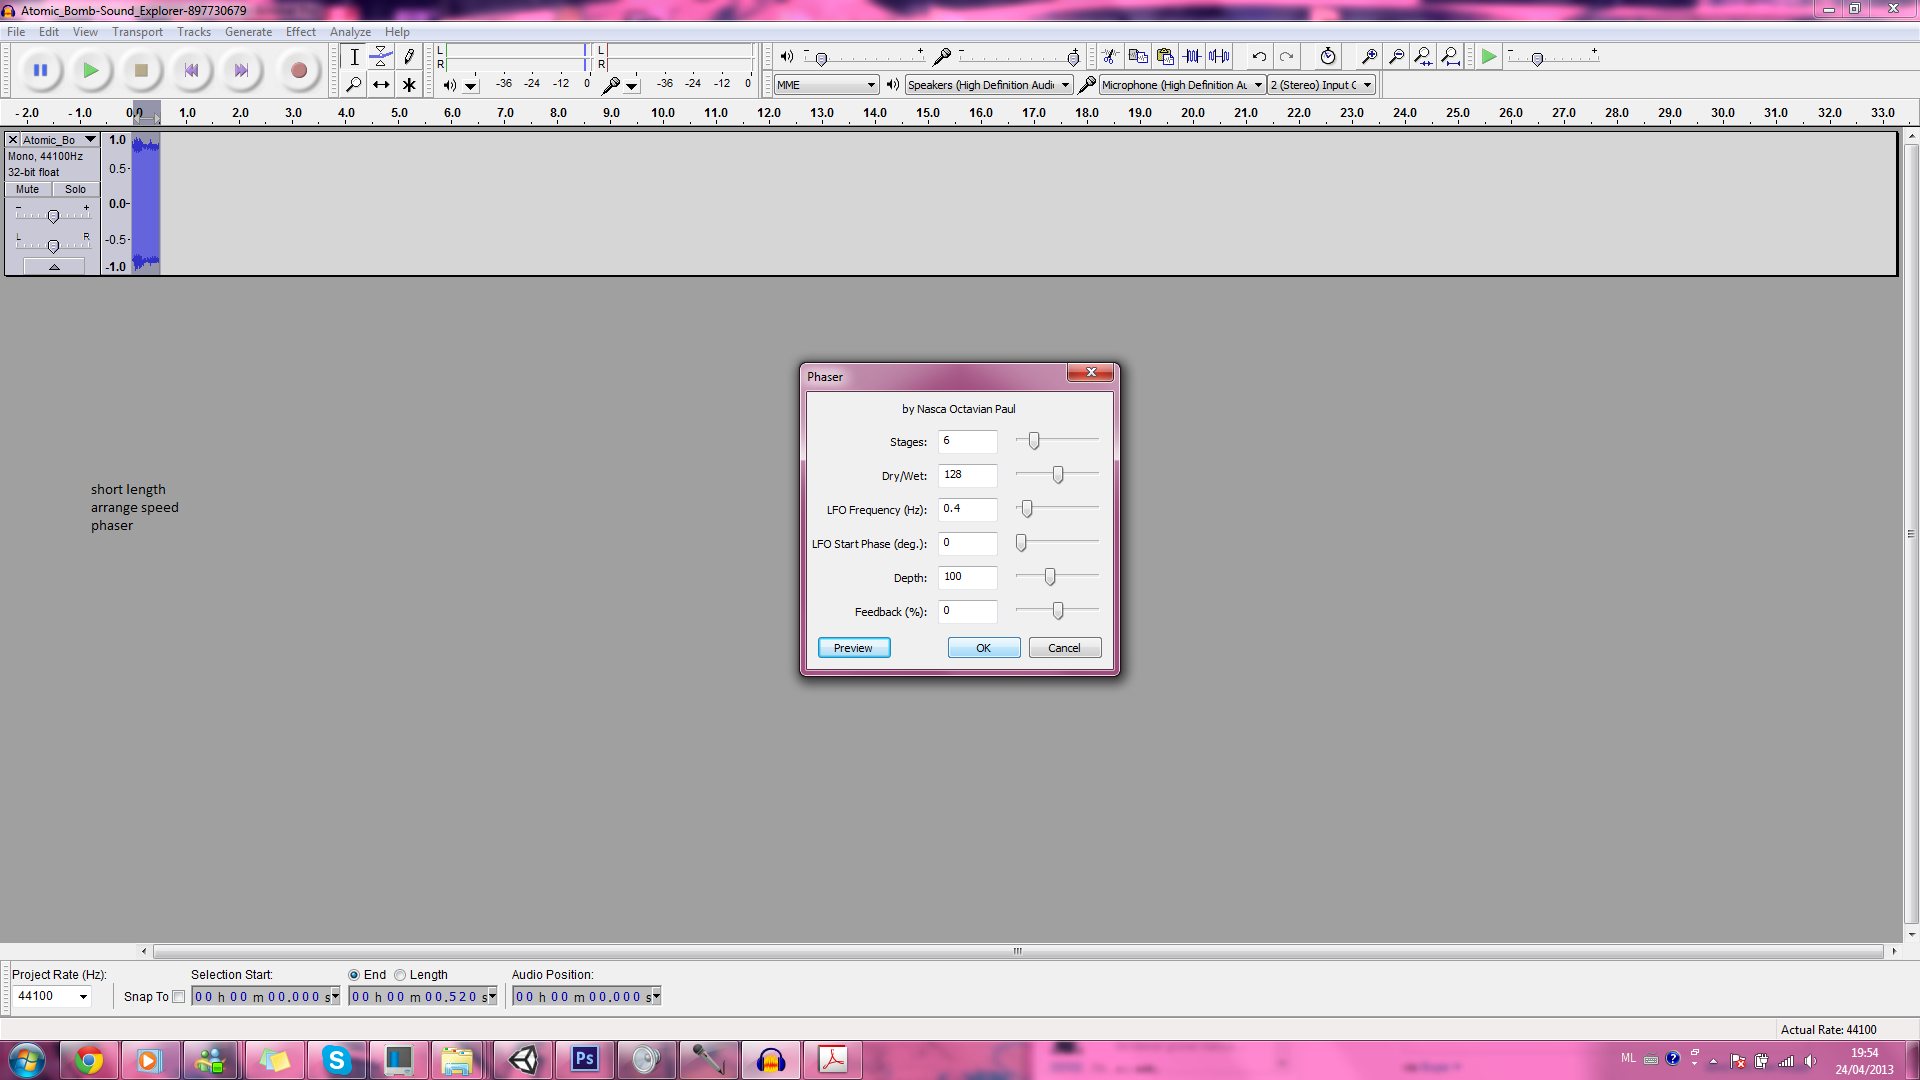 Atomic_Bomb-Sound_Explorer-897730679
File Edit View Transport Tracks Generate Effect Analyze Help
L
R
-36 -24 -12 0
L
R
-36 -24 -12 0
MME
Speakers (High Definition Audi
Microphone (High Definition Au
2 (Stereo) Input C
-2.0 -1.0 0.0 1.0 2.0 3.0 4.0 5.0 6.0 7.0 8.0 9.0 10.0 11.0 12.0 13.0 14.0 15.0 16.0 17.0 18.0 19.0 20.0 21.0 22.0 23.0 24.0 25.0 26.0 27.0 28.0 29.0 30.0 31.0 32.0 33.0
Atomic_Bo
Mono, 44100Hz
32-bit float
Mute Solo
- +
L R
1.0
0.5-
0.0-
-0.5-
-1.0
Phaser
by Nasca Octavian Paul
Stages: 6
Dry/Wet: 128
LFO Frequency (Hz): 0.4
LFO Start Phase (deg.): 0
Depth: 100
Feedback (%): 0
Preview OK Cancel
short length
arrange speed
phaser
Project Rate (Hz):
44100
Snap To
Selection Start:
00 h 00 m 00.000 s
End Length
00 h 00 m 00.520 s
Audio Position:
00 h 00 m 00.000 s
Actual Rate: 44100
Ps
ML
19:54
24/04/2013